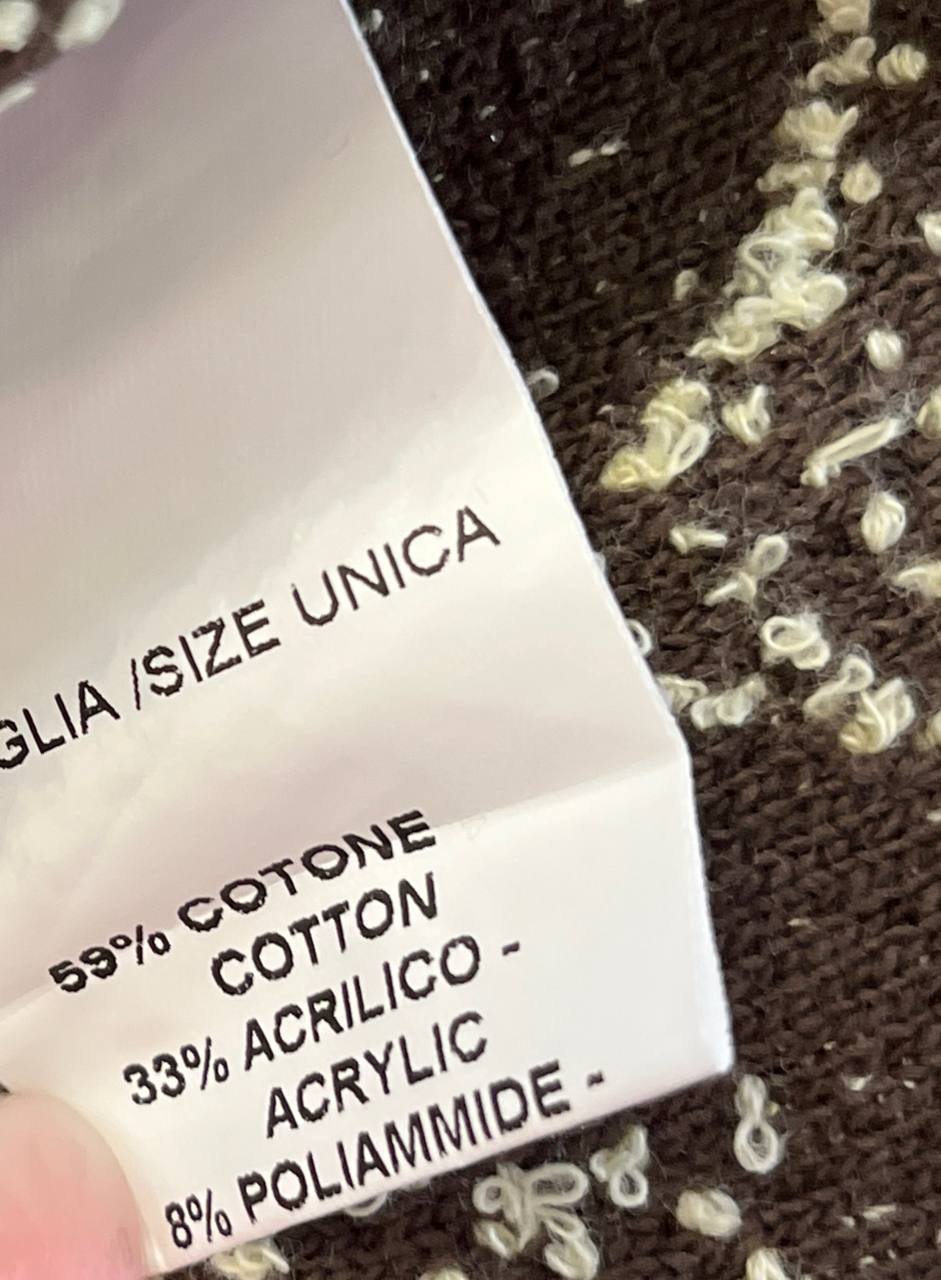 GLIA /SIZE UNICA
59% COTONE
COTTON
33% ACRILICO -
ACRYLIC
8% POLIAMMIDE -